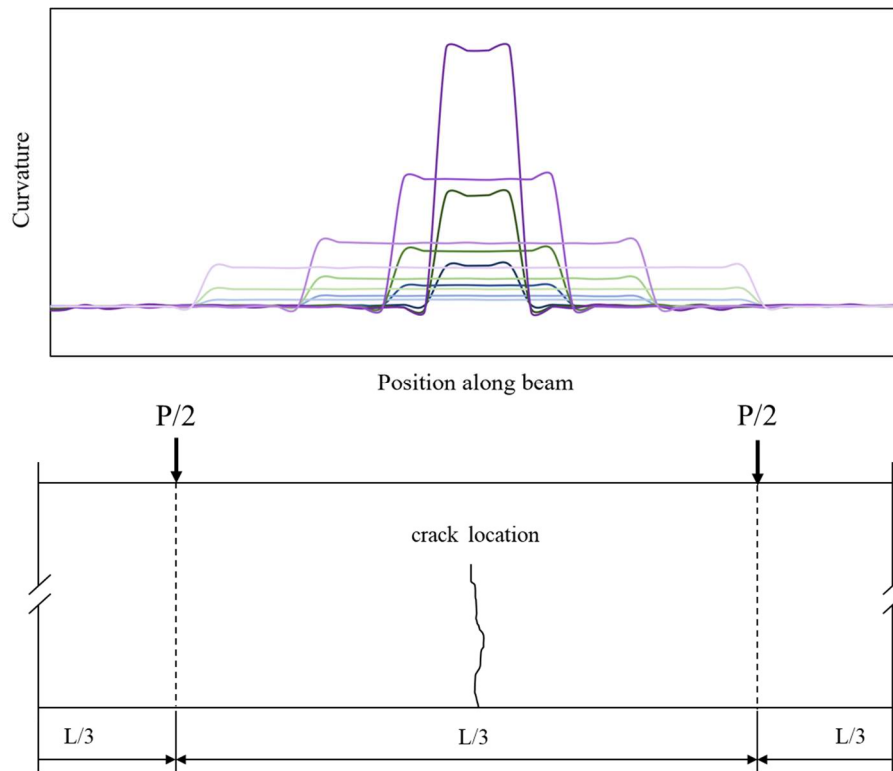 Curvature
Position along beam
P/2
P/2
crack location
L/3
L/3
L/3